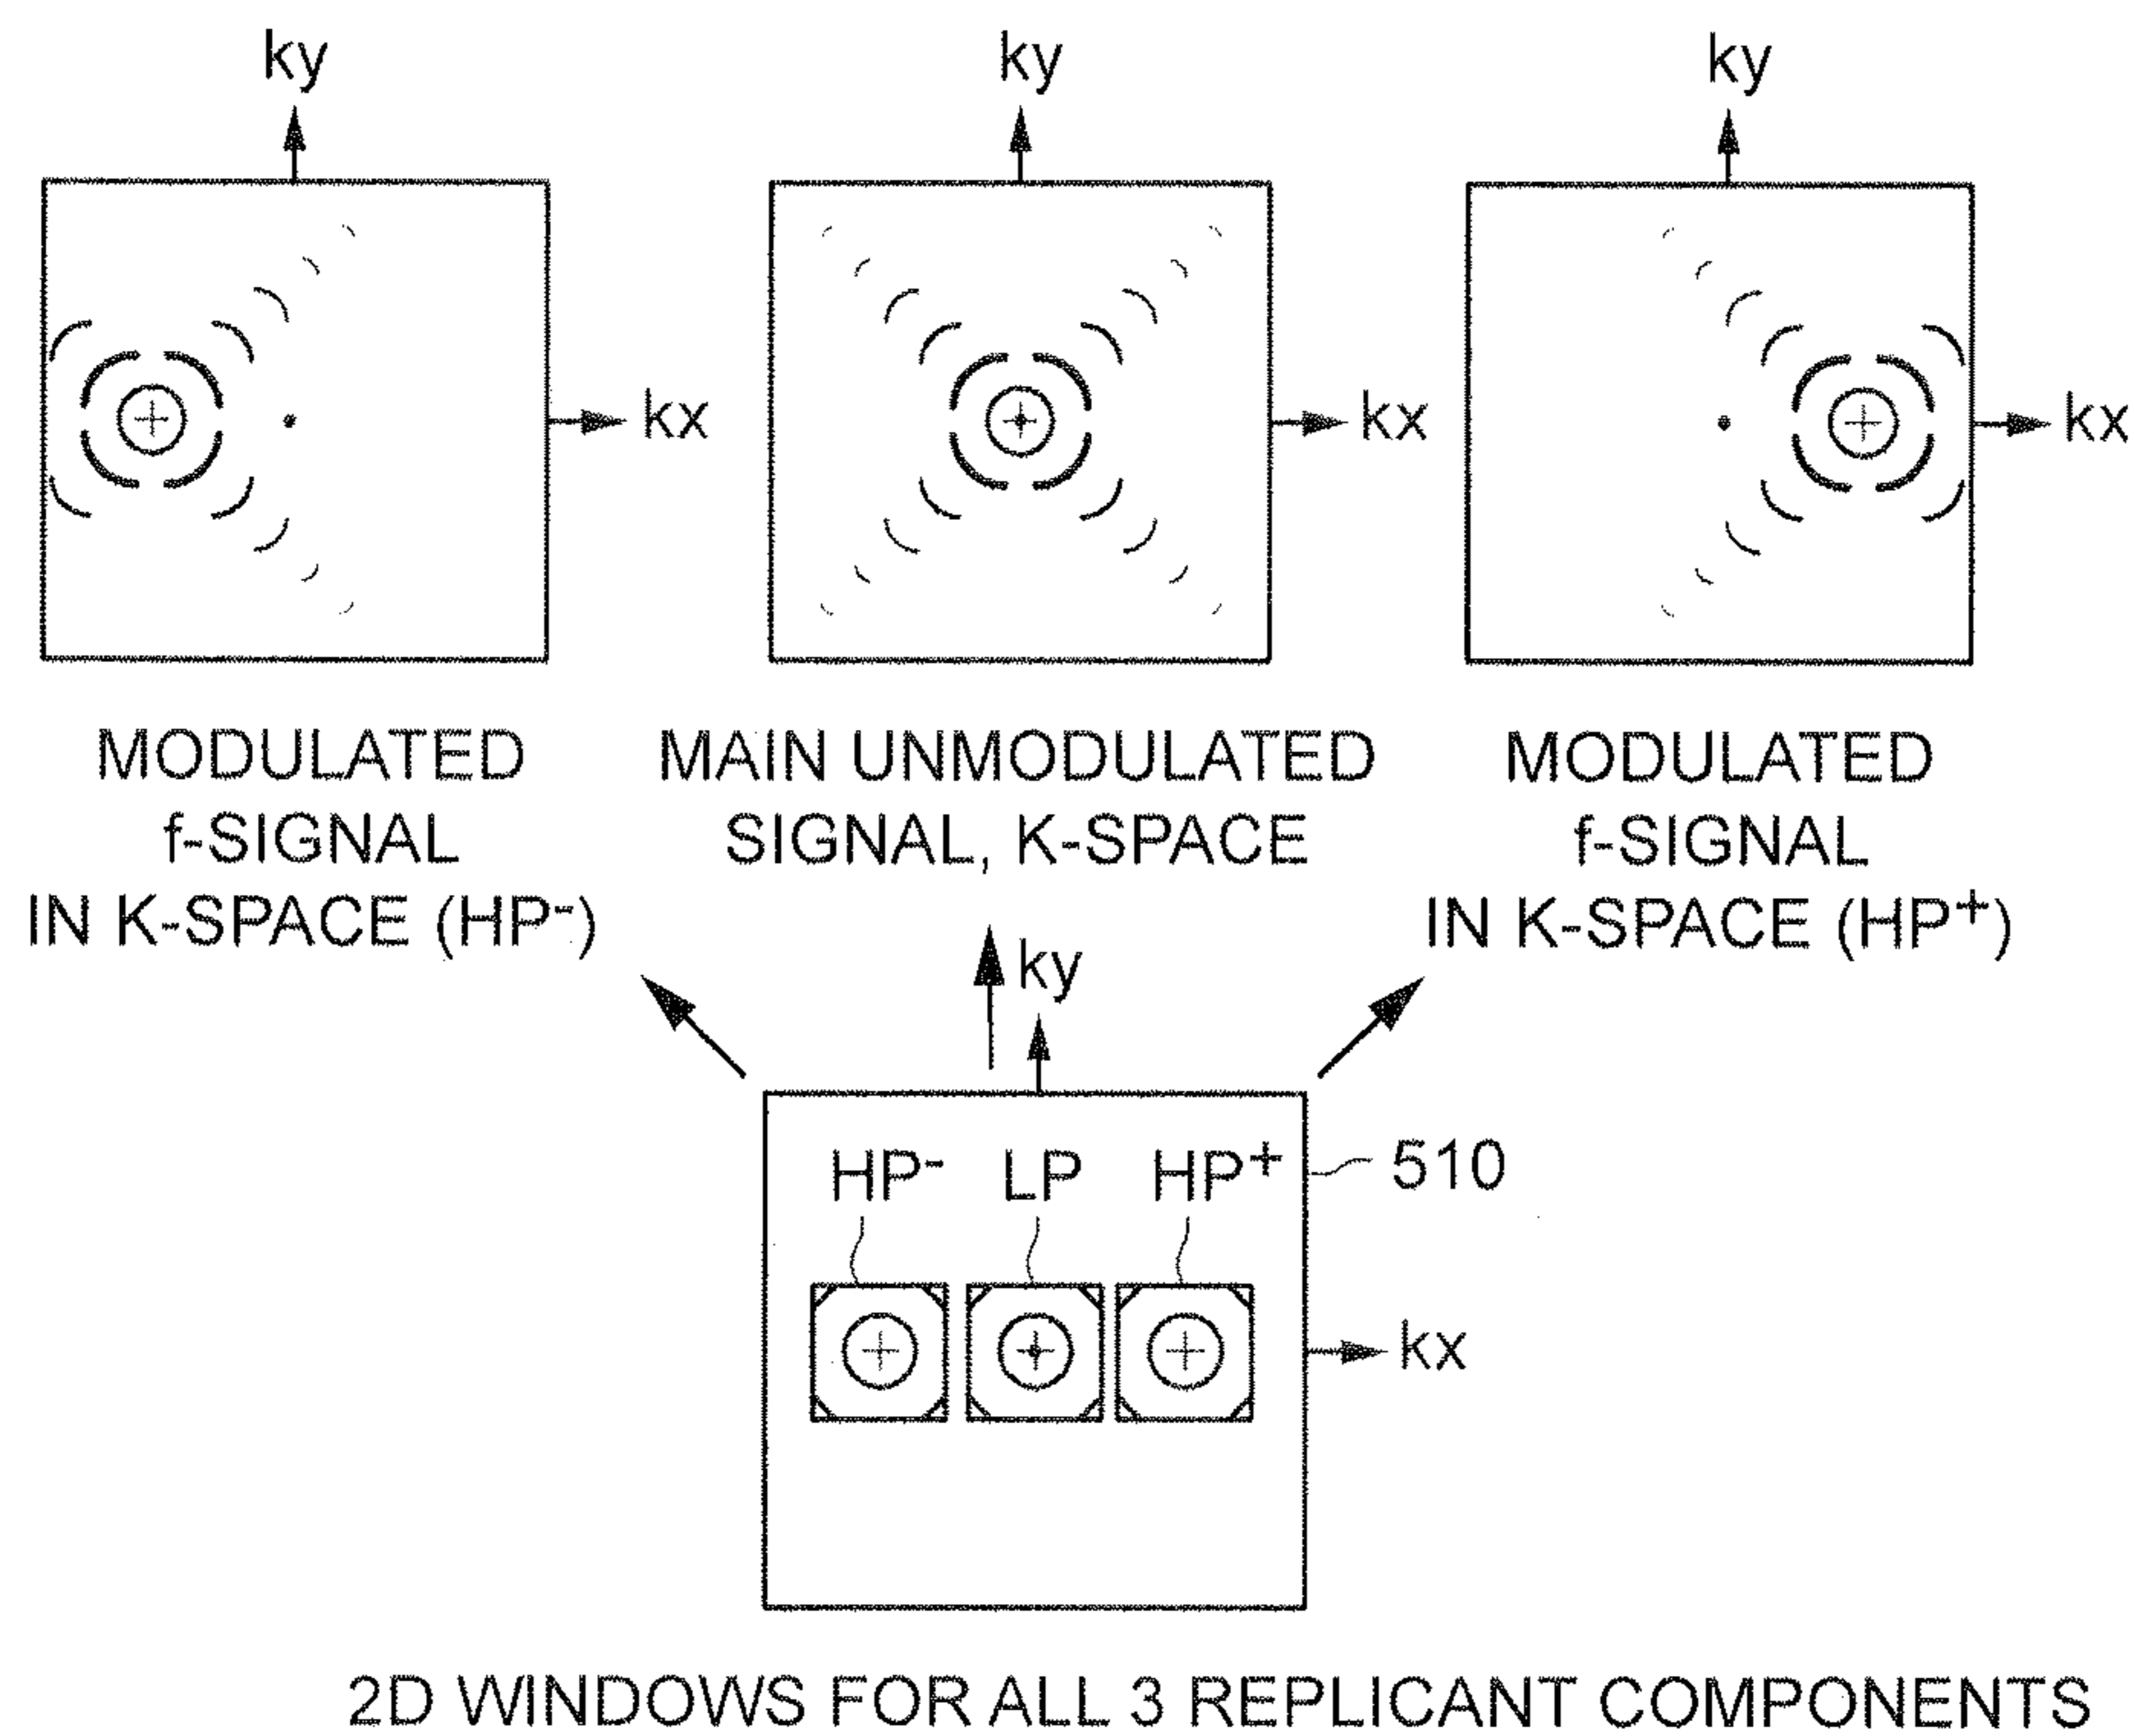 ky ky ky
kx kx kx
MODULATED
f-SIGNAL
IN K-SPACE (HP-)
MAIN UNMODULATED
SIGNAL, K-SPACE
MODULATED
f-SIGNAL
IN K-SPACE (HP+)
ky
HP- LP HP+
510
kx
2D WINDOWS FOR ALL 3 REPLICANT COMPONENTS